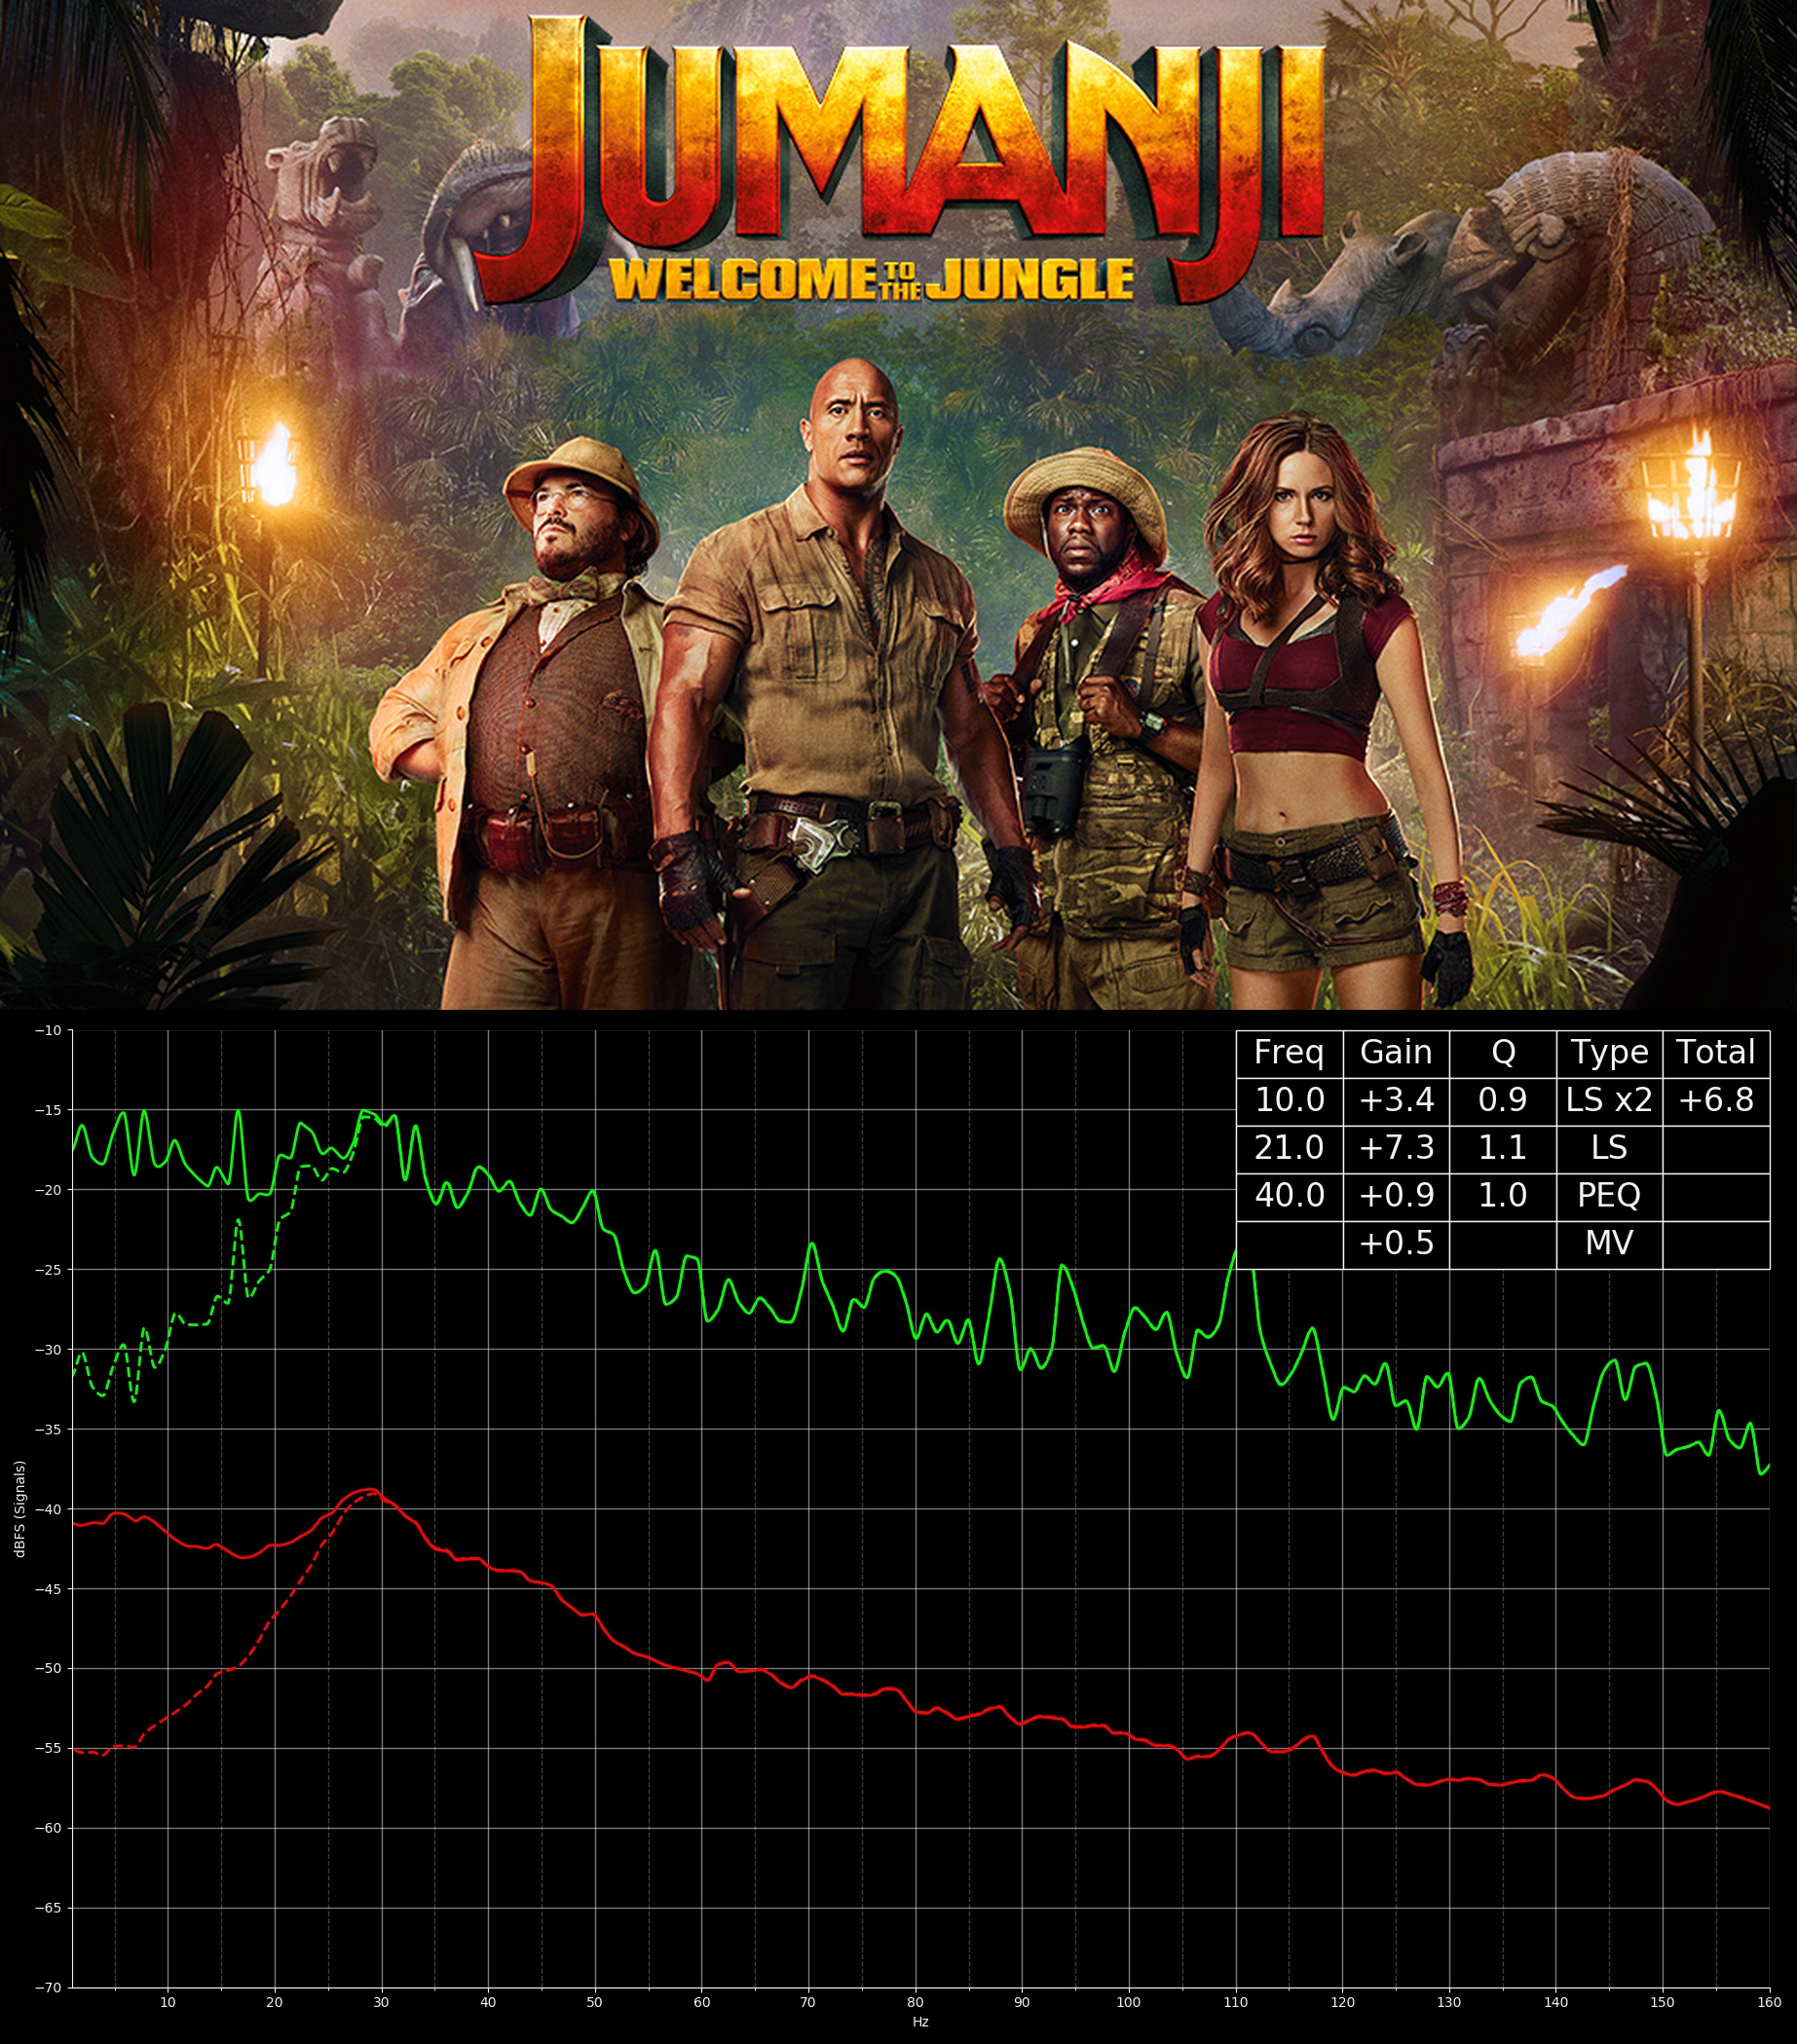 JUMANJI
WELCOME TO THE JUNGLE
−10
−15
−20
−25
−30
−35
−40
−45
−50
−55
−60
−65
−70
dBFS (Signals)
Freq Gain Q Type Total
10.0 +3.4 0.9 LS x2 +6.8
21.0 +7.3 1.1 LS
40.0 +0.9 1.0 PEQ
+0.5 MV
10 20 30 40 50 60 70 80 90 100 110 120 130 140 150 160
Hz